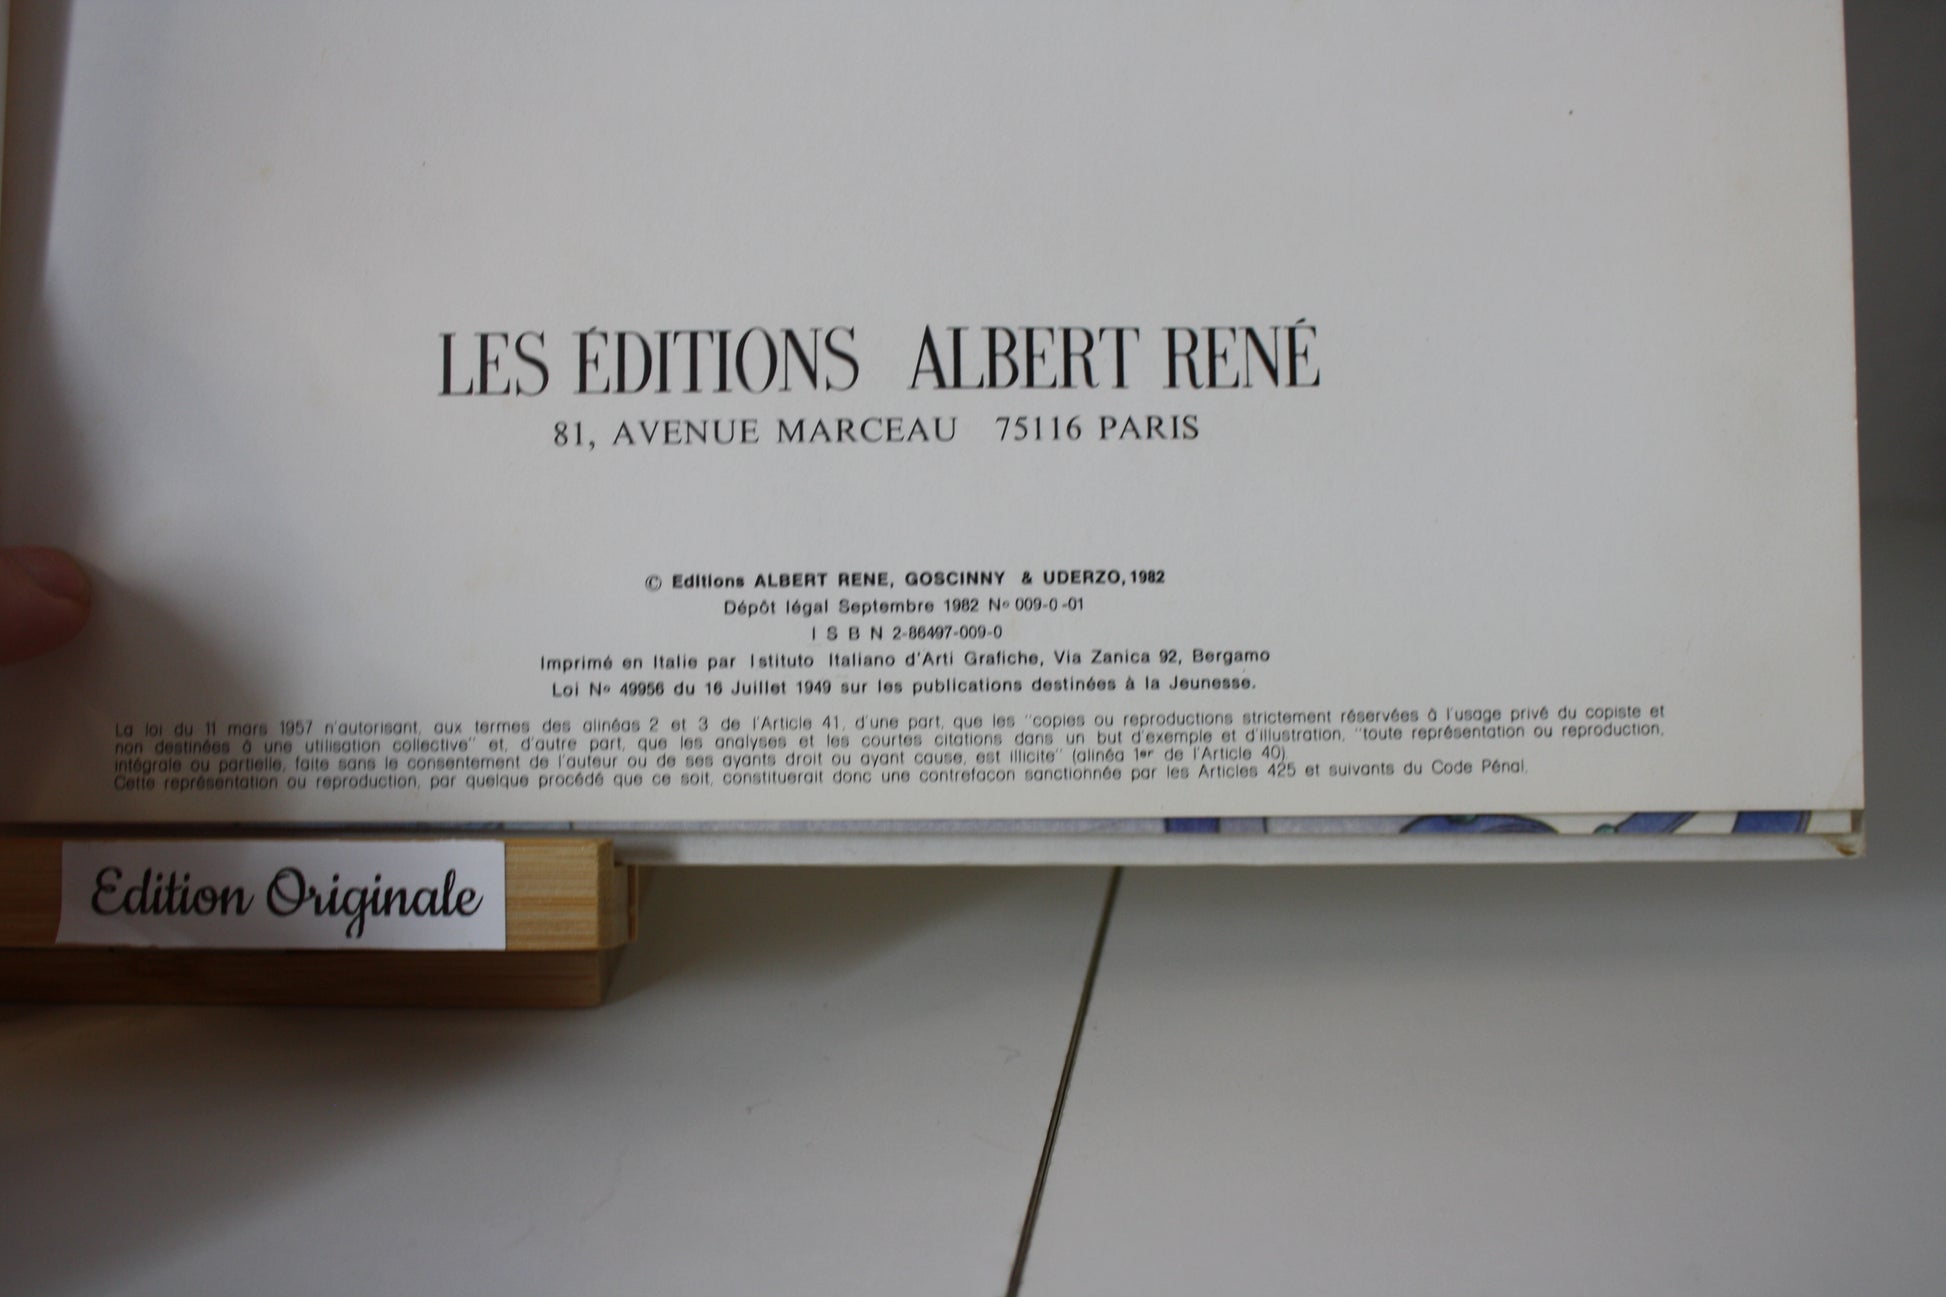 LES ÉDITIONS ALBERT RENÉ
81, AVENUE MARCEAU 75116 PARIS
© Editions ALBERT RENE, GOSCINNY & UDERZO, 1982
Dépôt légal Septembre 1982 N° 009-0-01
I S B N 2-86497-009-0
Imprimé en Italie par Istituto Italiano d'Arti Grafiche, Via Zanica 92, Bergamo
Loi N° 49956 du 16 Juillet 1949 sur les publications destinées à la Jeunesse.
La loi du 11 mars 1957 n'autorisant, aux termes des alinéas 2 et 3 de l'Article 41, d'une part, que les "copies ou reproductions strictement réservées à l'usage privé du copiste et
non destinées à une utilisation collective" et, d'autre part, que les analyses et les courtes citations dans un but d'exemple et d'illustration, "toute représentation ou reproduction,
intégrale ou partielle, faite sans le consentement de l'auteur ou de ses ayants droit ou ayant cause, est illicite" (alinéa 1er de l'Article 40).
Cette représentation ou reproduction, par quelque procédé que ce soit, constituerait donc une contrefacon sanctionnée par les Articles 425 et suivants du Code Pénal.
Edition Originale